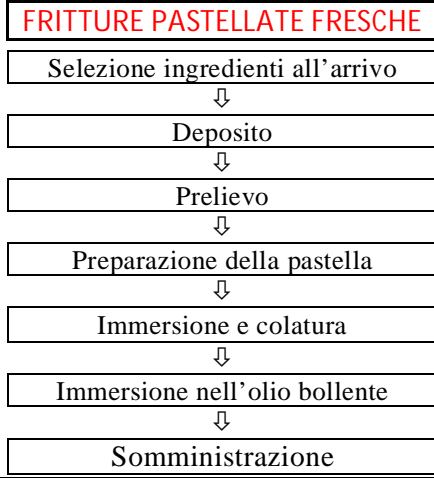 FRITTURE PASTELLATE FRESCHE
Selezione ingredienti all’arrivo
⇩
Deposito
⇩
Prelievo
⇩
Preparazione della pastella
⇩
Immersione e colatura
⇩
Immersione nell’olio bollente
⇩
Somministrazione